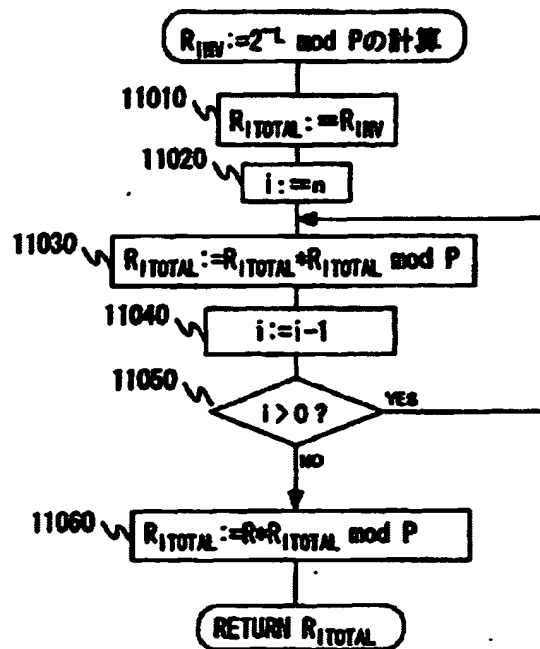 R_INV:=2^-L mod Pの計算
11010
R_ITOTAL:=R_INV
11020
i:=n
11030
R_ITOTAL:=R_ITOTAL*R_ITOTAL mod P
11040
i:=i-1
11050
i>0?
YES
NO
11060
R_ITOTAL:=R*R_ITOTAL mod P
RETURN R_ITOTAL